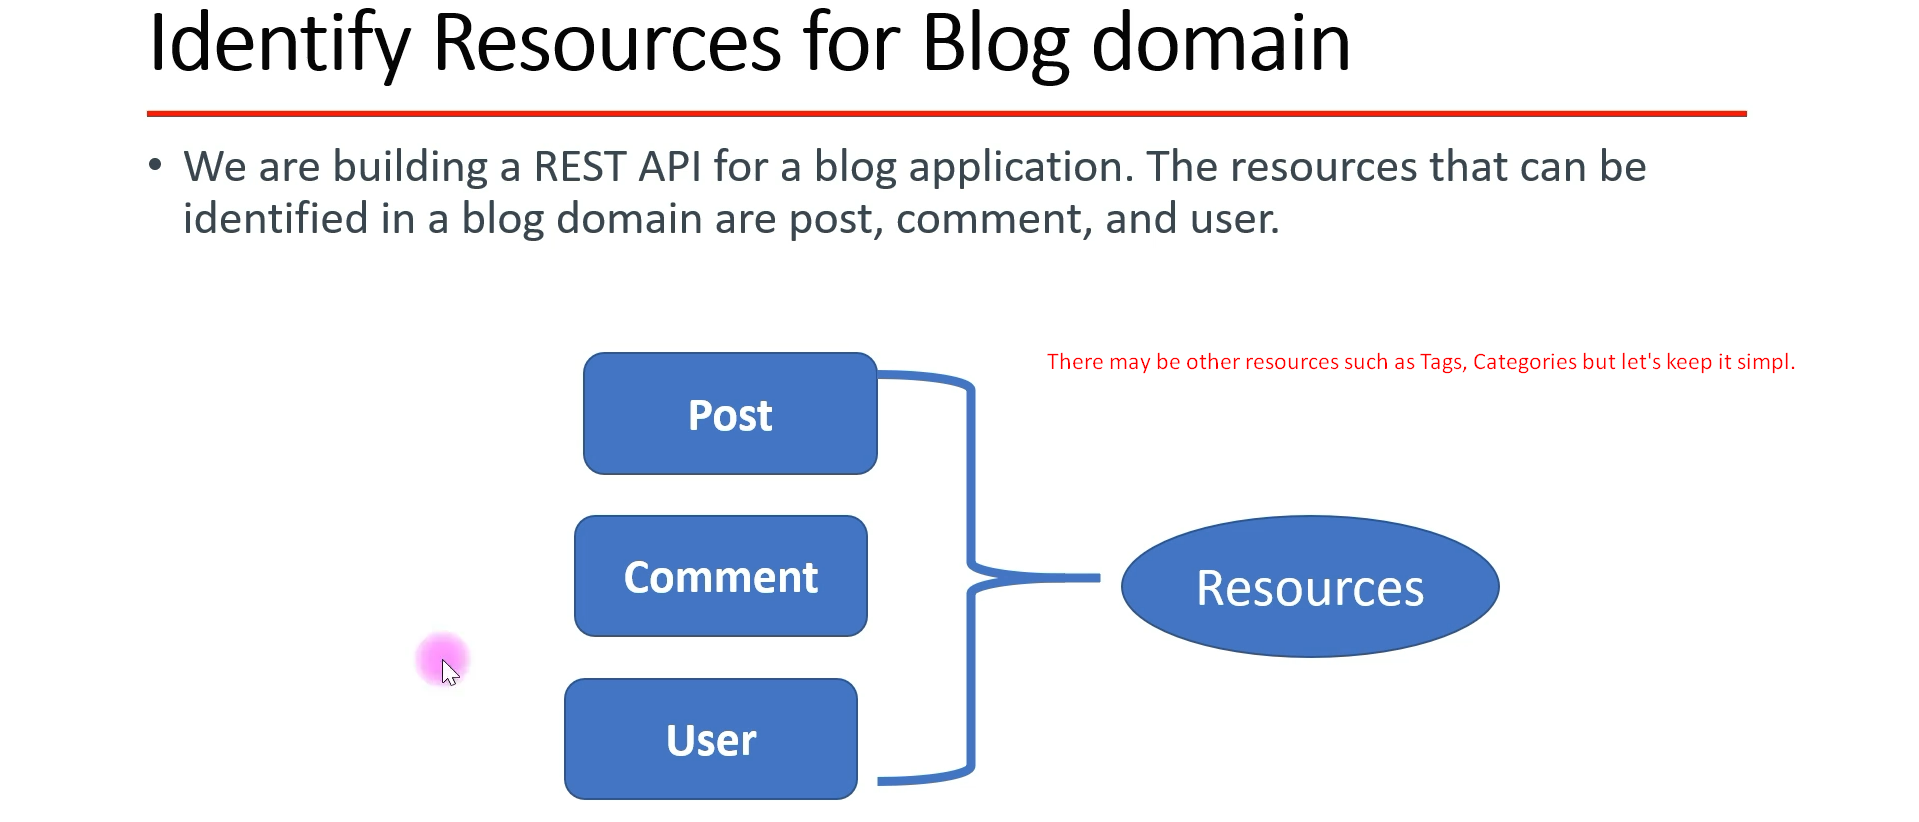 Identify Resources for Blog domain
• We are building a REST API for a blog application. The resources that can be
identified in a blog domain are post, comment, and user.
There may be other resources such as Tags, Categories but let's keep it simpl.
Post
Comment
Resources
User